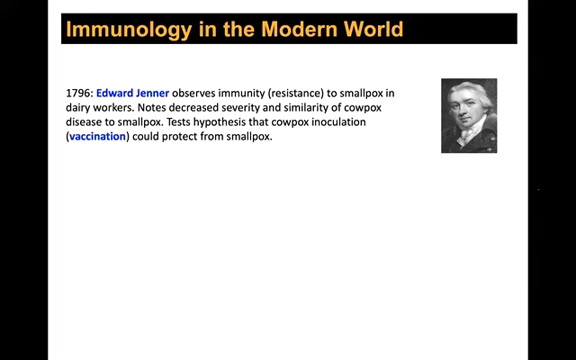 Immunology in the Modern World
1796: Edward Jenner observes immunity (resistance) to smallpox in
dairy workers. Notes decreased severity and similarity of cowpox
disease to smallpox. Tests hypothesis that cowpox inoculation
(vaccination) could protect from smallpox.